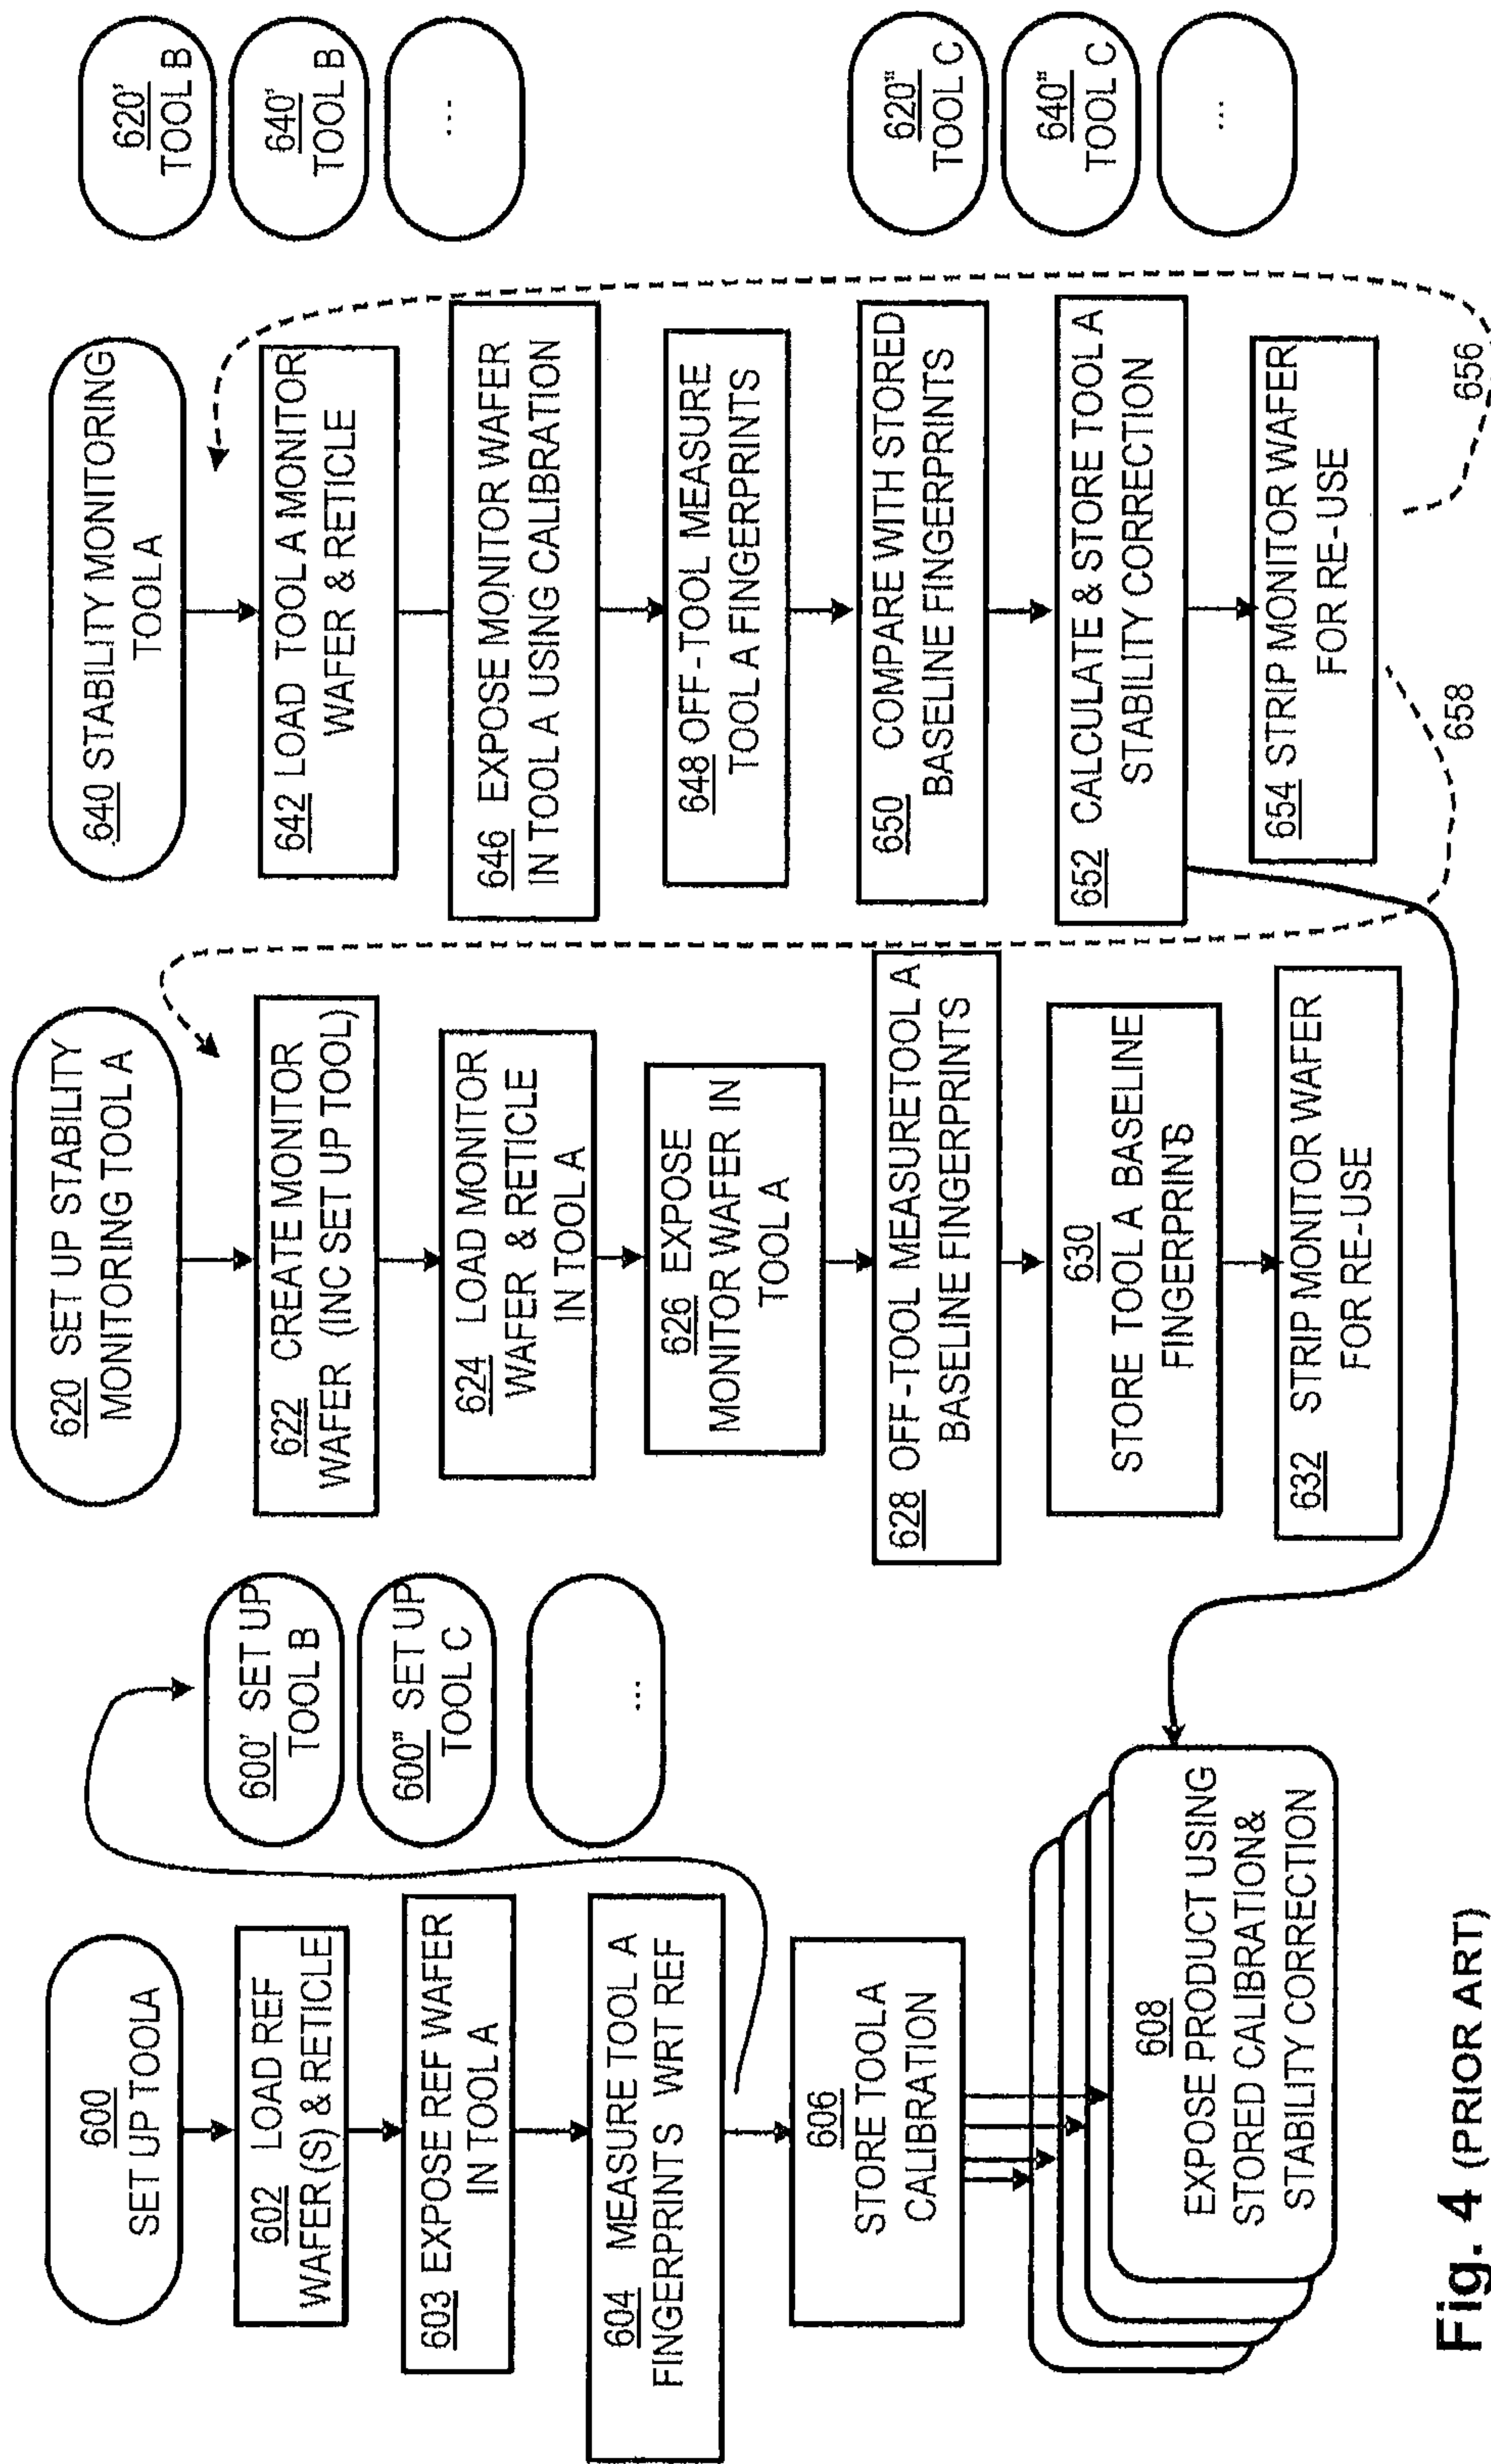 600
SET UP TOOLA
602 LOAD REF
WAFER(S) & RETICLE
603 EXPOSE REF WAFER
IN TOOL A
604 MEASURE TOOL A
FINGERPRINTS WRT REF
606
STORE TOOLA
CALIBRATION
608
EXPOSE PRODUCT USING
STORED CALIBRATION&
STABILITY CORRECTION
600' SET UP
TOOL B
600" SET UP
TOOL C
...
620 SET UP STABILITY
MONITORING TOOL A
622 CREATE MONITOR
WAFER (INC SET UP TOOL)
624 LOAD MONITOR
WAFER & RETICLE
IN TOOL A
626 EXPOSE
MONITOR WAFER IN
TOOL A
628 OFF-TOOL MEASURETOOL A
BASELINE FINGERPRINTS
630
STORE TOOL A BASELINE
FINGERPRINTS
632 STRIP MONITOR WAFER
FOR RE-USE
640 STABILITY MONITORING
TOOLA
642 LOAD TOOL A MONITOR
WAFER & RETICLE
646 EXPOSE MONITOR WAFER
IN TOOL A USING CALIBRATION
648 OFF-TOOL MEASURE
TOOL A FINGERPRINTS
650 COMPARE WITH STORED
BASELINE FINGERPRINTS
652 CALCULATE & STORE TOOL A
STABILITY CORRECTION
654 STRIP MONITOR WAFER
FOR RE-USE
658
656
620'
TOOL B
640'
TOOL B
...
620"
TOOL C
640"
TOOL C
...
Fig. 4 (PRIOR ART)